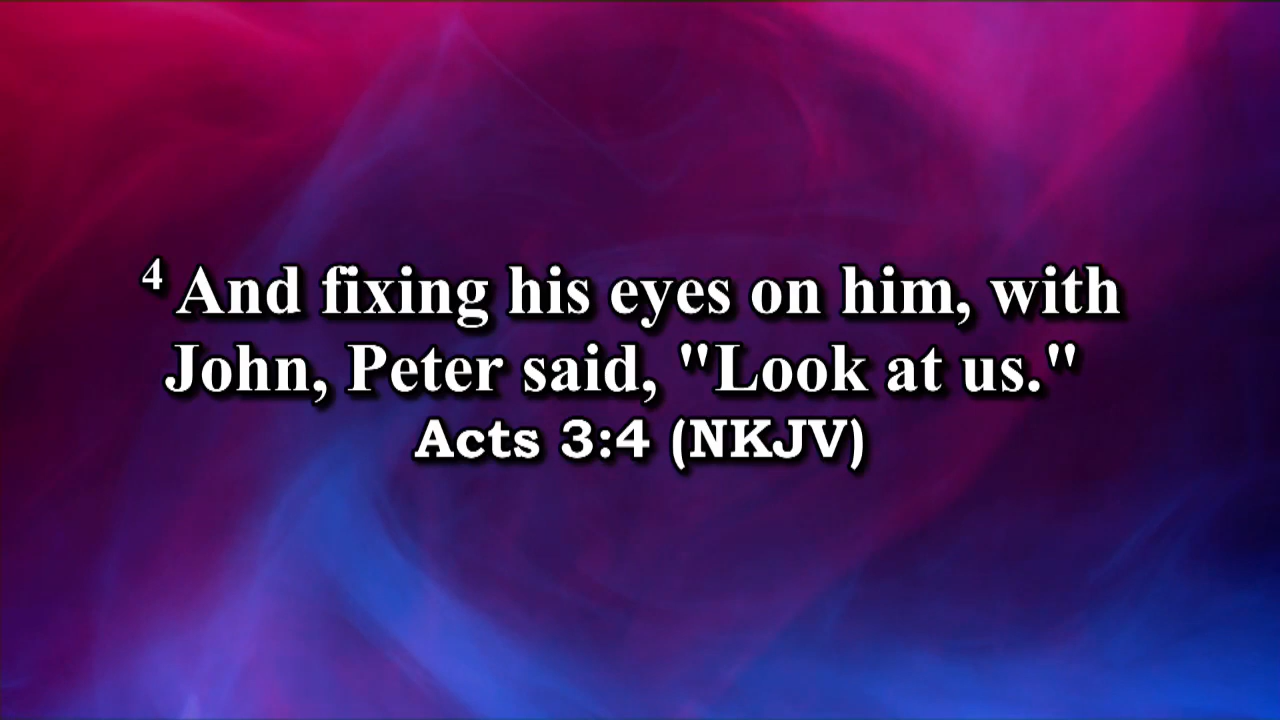 4 And fixing his eyes on him, with
John, Peter said, "Look at us."
Acts 3:4 (NKJV)